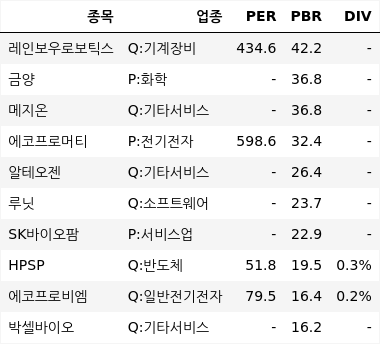 종목 업종 PER PBR DIV
레인보우로보틱스 Q:기계장비 434.6 42.2 -
금양 P:화학 - 36.8 -
메지온 Q:기타서비스 - 36.8 -
에코프로머티 P:전기전자 598.6 32.4 -
알테오젠 Q:기타서비스 - 26.4 -
루닛 Q:소프트웨어 - 23.7 -
SK바이오팜 P:서비스업 - 22.9 -
HPSP Q:반도체 51.8 19.5 0.3%
에코프로비엠 Q:일반전기전자 79.5 16.4 0.2%
박셀바이오 Q:기타서비스 - 16.2 -